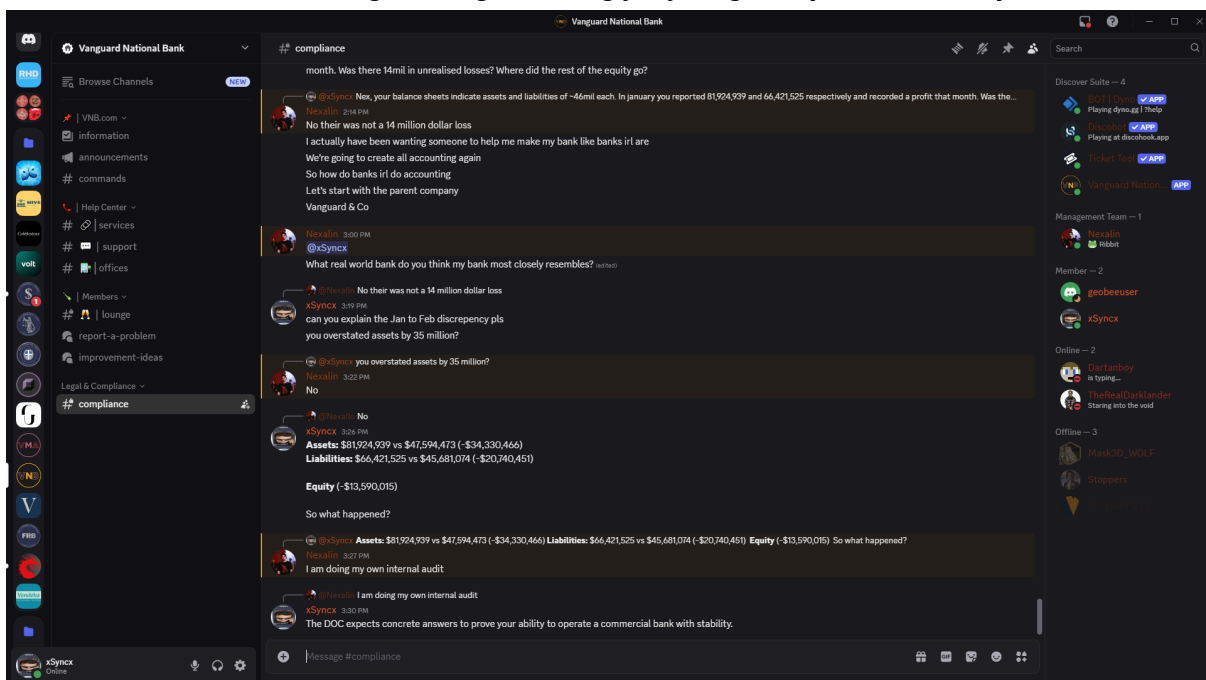 Vanguard National Bank
Vanguard National Bank
compliance
Search
RHD
Browse Channels
NEW
| VNB.com
information
announcements
commands
| Help Center
| services
| support
| offices
| Members
| lounge
report-a-problem
improvement-ideas
Legal & Compliance
compliance
volt
1
VMA
VNB
V
FRB
xSyncx
Online
month. Was there 14mil in unrealised losses? Where did the rest of the equity go?
@xSyncx Nex, your balance sheets indicate assets and liabilities of ~46mil each. In january you reported 81,924,939 and 66,421,525 respectively and recorded a profit that month. Was the...
Nexalin 2:14 PM
No their was not a 14 million dollar loss
I actually have been wanting someone to help me make my bank like banks irl are
We're going to create all accounting again
So how do banks irl do accounting
Let's start with the parent company
Vanguard & Co
Nexalin 3:00 PM
@xSyncx
What real world bank do you think my bank most closely resembles? (edited)
@Nexalin No their was not a 14 million dollar loss
xSyncx 3:19 PM
can you explain the Jan to Feb discrepency pls
you overstated assets by 35 million?
@xSyncx you overstated assets by 35 million?
Nexalin 3:22 PM
No
@Nexalin No
xSyncx 3:26 PM
Assets: $81,924,939 vs $47,594,473 (-$34,330,466)
Liabilities: $66,421,525 vs $45,681,074 (-$20,740,451)
Equity (-$13,590,015)
So what happened?
@xSyncx Assets: $81,924,939 vs $47,594,473 (-$34,330,466) Liabilities: $66,421,525 vs $45,681,074 (-$20,740,451) Equity (-$13,590,015) So what happened?
Nexalin 3:27 PM
I am doing my own internal audit
@Nexalin I am doing my own internal audit
xSyncx 3:30 PM
The DOC expects concrete answers to prove your ability to operate a commercial bank with stability.
Message #compliance
GIF
Discover Suite — 4
BOT | Dyno APP
Playing dyno.gg | ?help
Discobot APP
Playing at discohook.app
Ticket Tool APP
VNB
Vanguard Nation... APP
Management Team — 1
Nexalin
Ribbit
Member — 2
geobeeuser
xSyncx
Online — 2
Dartanboy
is typing...
TheRealDarklander
Staring into the void
Offline — 3
Mask3D_WOLF
Stopperx